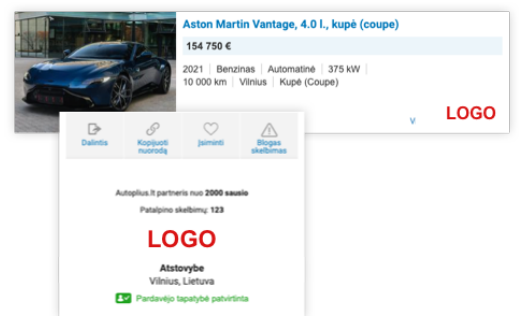 Aston Martin Vantage, 4.0 l., kupė (coupe)
154 750 €
2021 | Benzinas | Automatinė | 375 kW |
10 000 km | Vilnius | Kupė (Coupe)
LOGO
Dalintis
Kopijuoti nuorodą
Įsiminti
Blogas skelbimas
Autoplius.lt partneris nuo 2000 sausio
Patalpino skelbimų: 123
LOGO
Atstovybe
Vilnius, Lietuva
Pardavėjo tapatybė patvirtinta